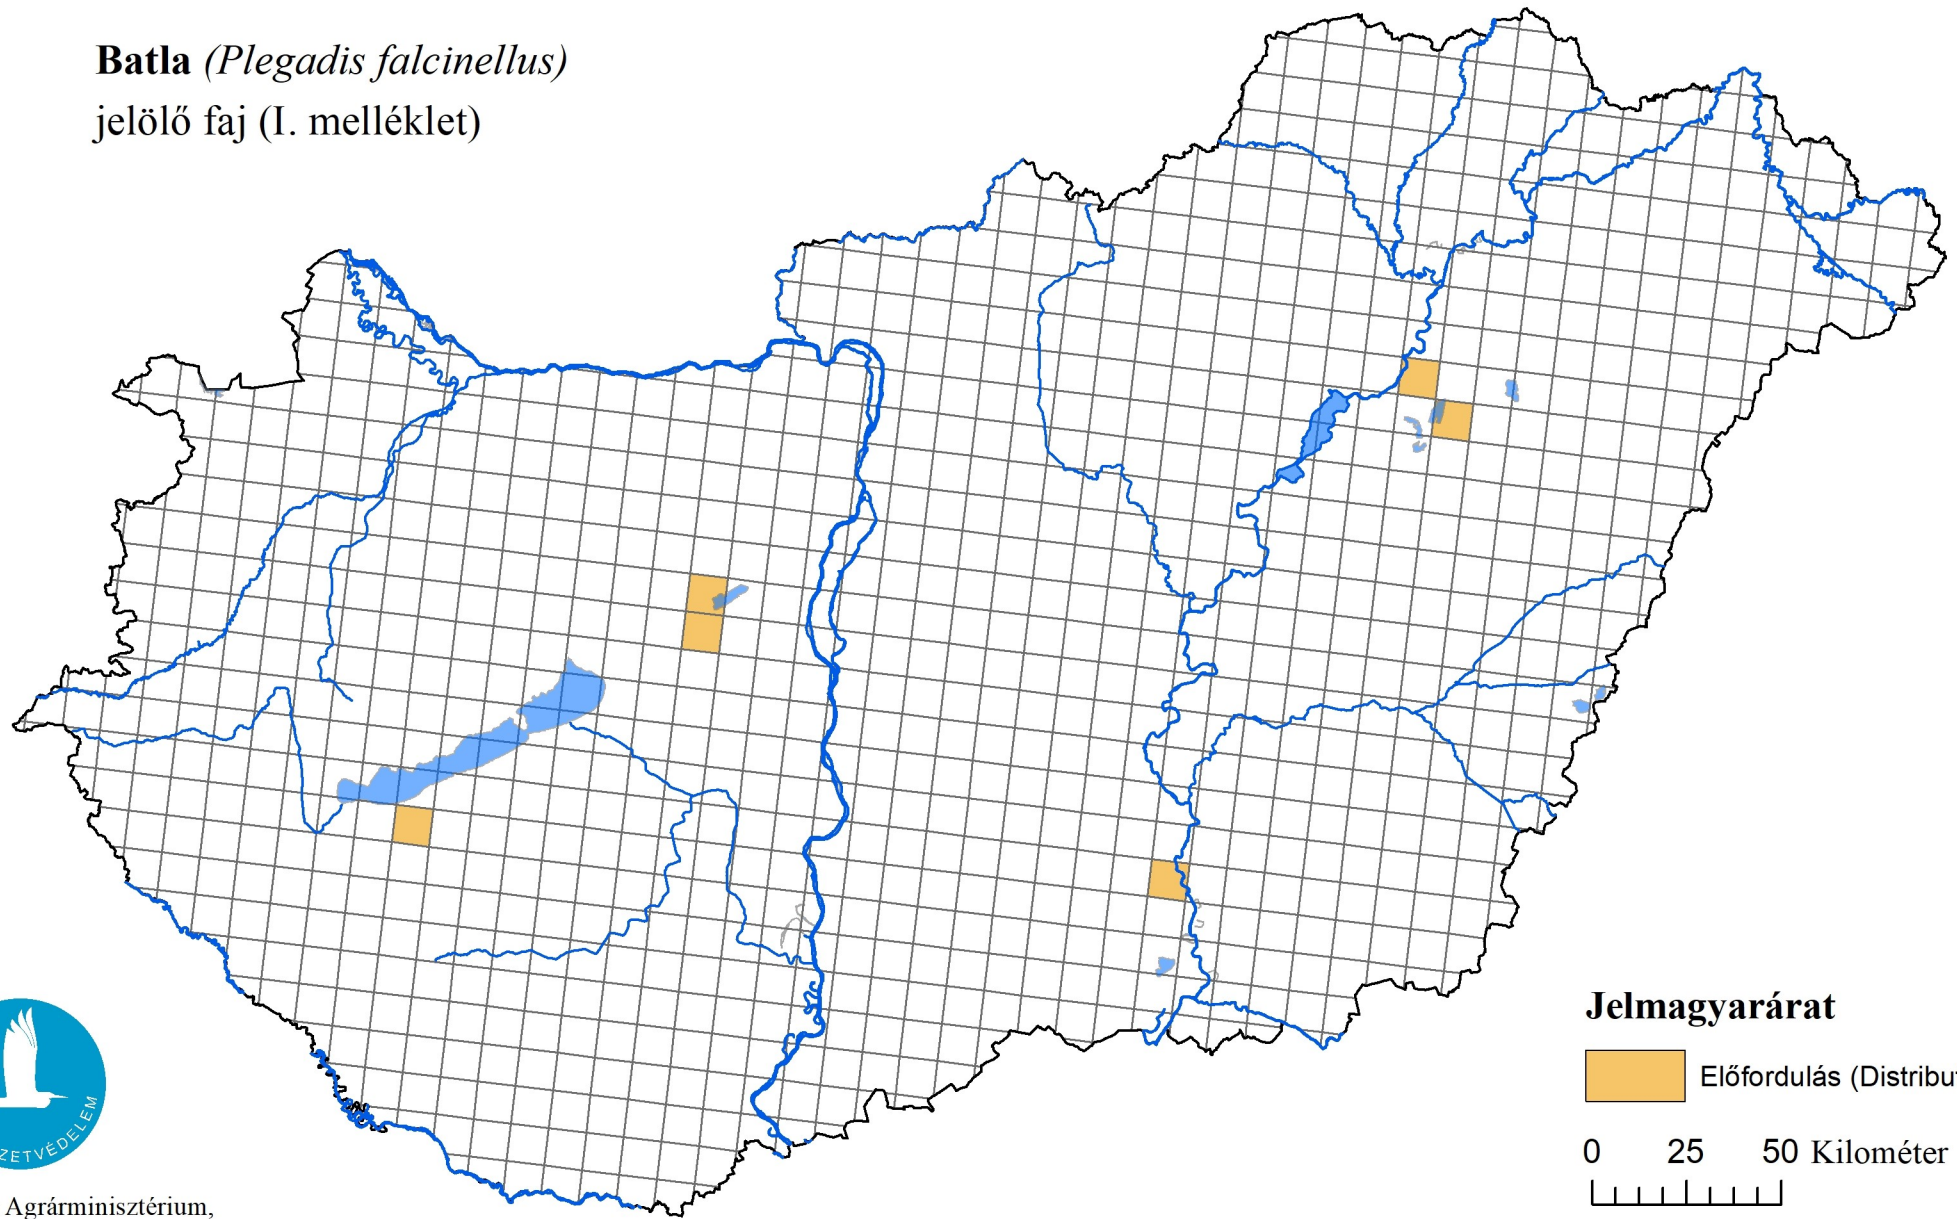 Batla (Plegadis falcinellus)
jelölő faj (I. melléklet)
Jelmagyarárat
Előfordulás (Distribu
0 25 50 Kilométer
ZETVÉDELEM
Agrárminisztérium,